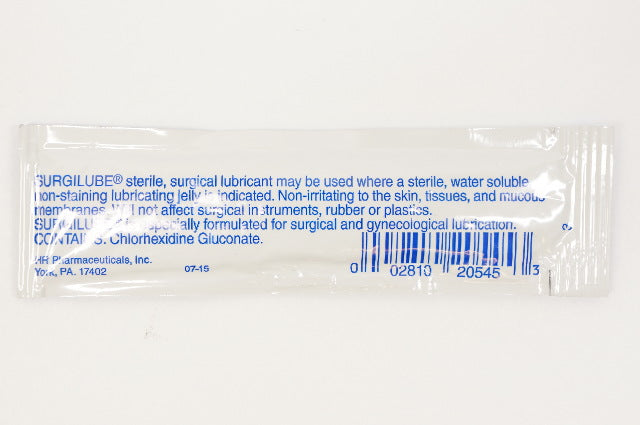 SURGILUBE® sterile, surgical lubricant may be used where a sterile, water soluble,
non-staining lubricating jelly is indicated. Non-irritating to the skin, tissues, and mucous
membranes. Will not affect surgical instruments, rubber or plastics.
SURGILUBE® is especially formulated for surgical and gynecological lubrication.
CONTAINS: Chlorhexidine Gluconate.
HR Pharmaceuticals, Inc.
York, PA. 17402
07-15
0 02810 20545 3